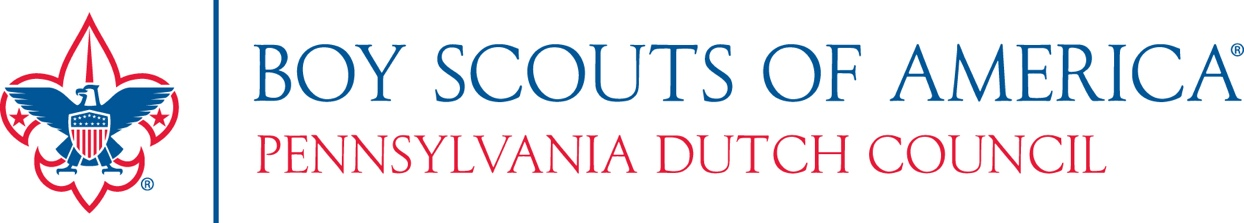 BOY SCOUTS OF AMERICA®
PENNSYLVANIA DUTCH COUNCIL
®